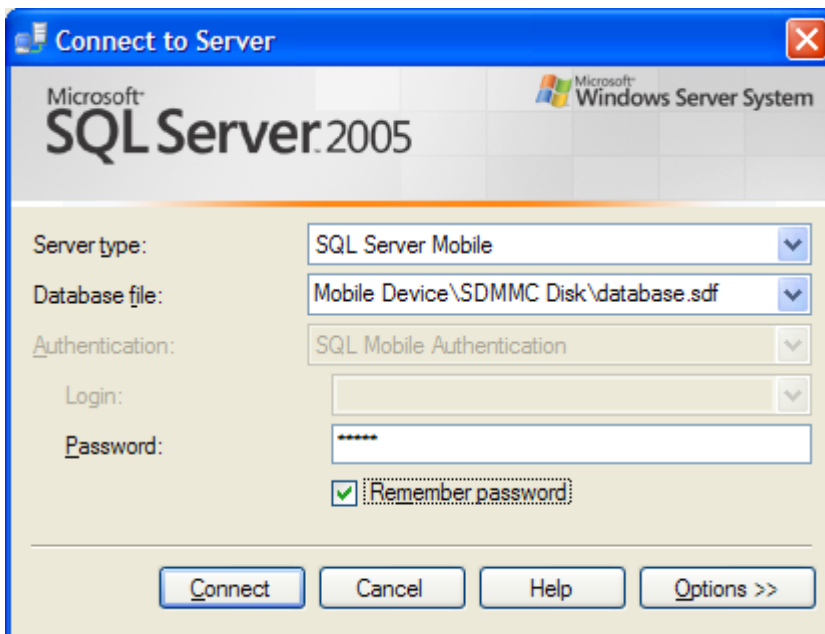 Connect to Server
Microsoft
SQL Server 2005
Microsoft
Windows Server System
Server type: SQL Server Mobile
Database file: Mobile Device\SDMMC Disk\database.sdf
Authentication: SQL Mobile Authentication
Login:
Password: *****
Remember password
Connect Cancel Help Options >>